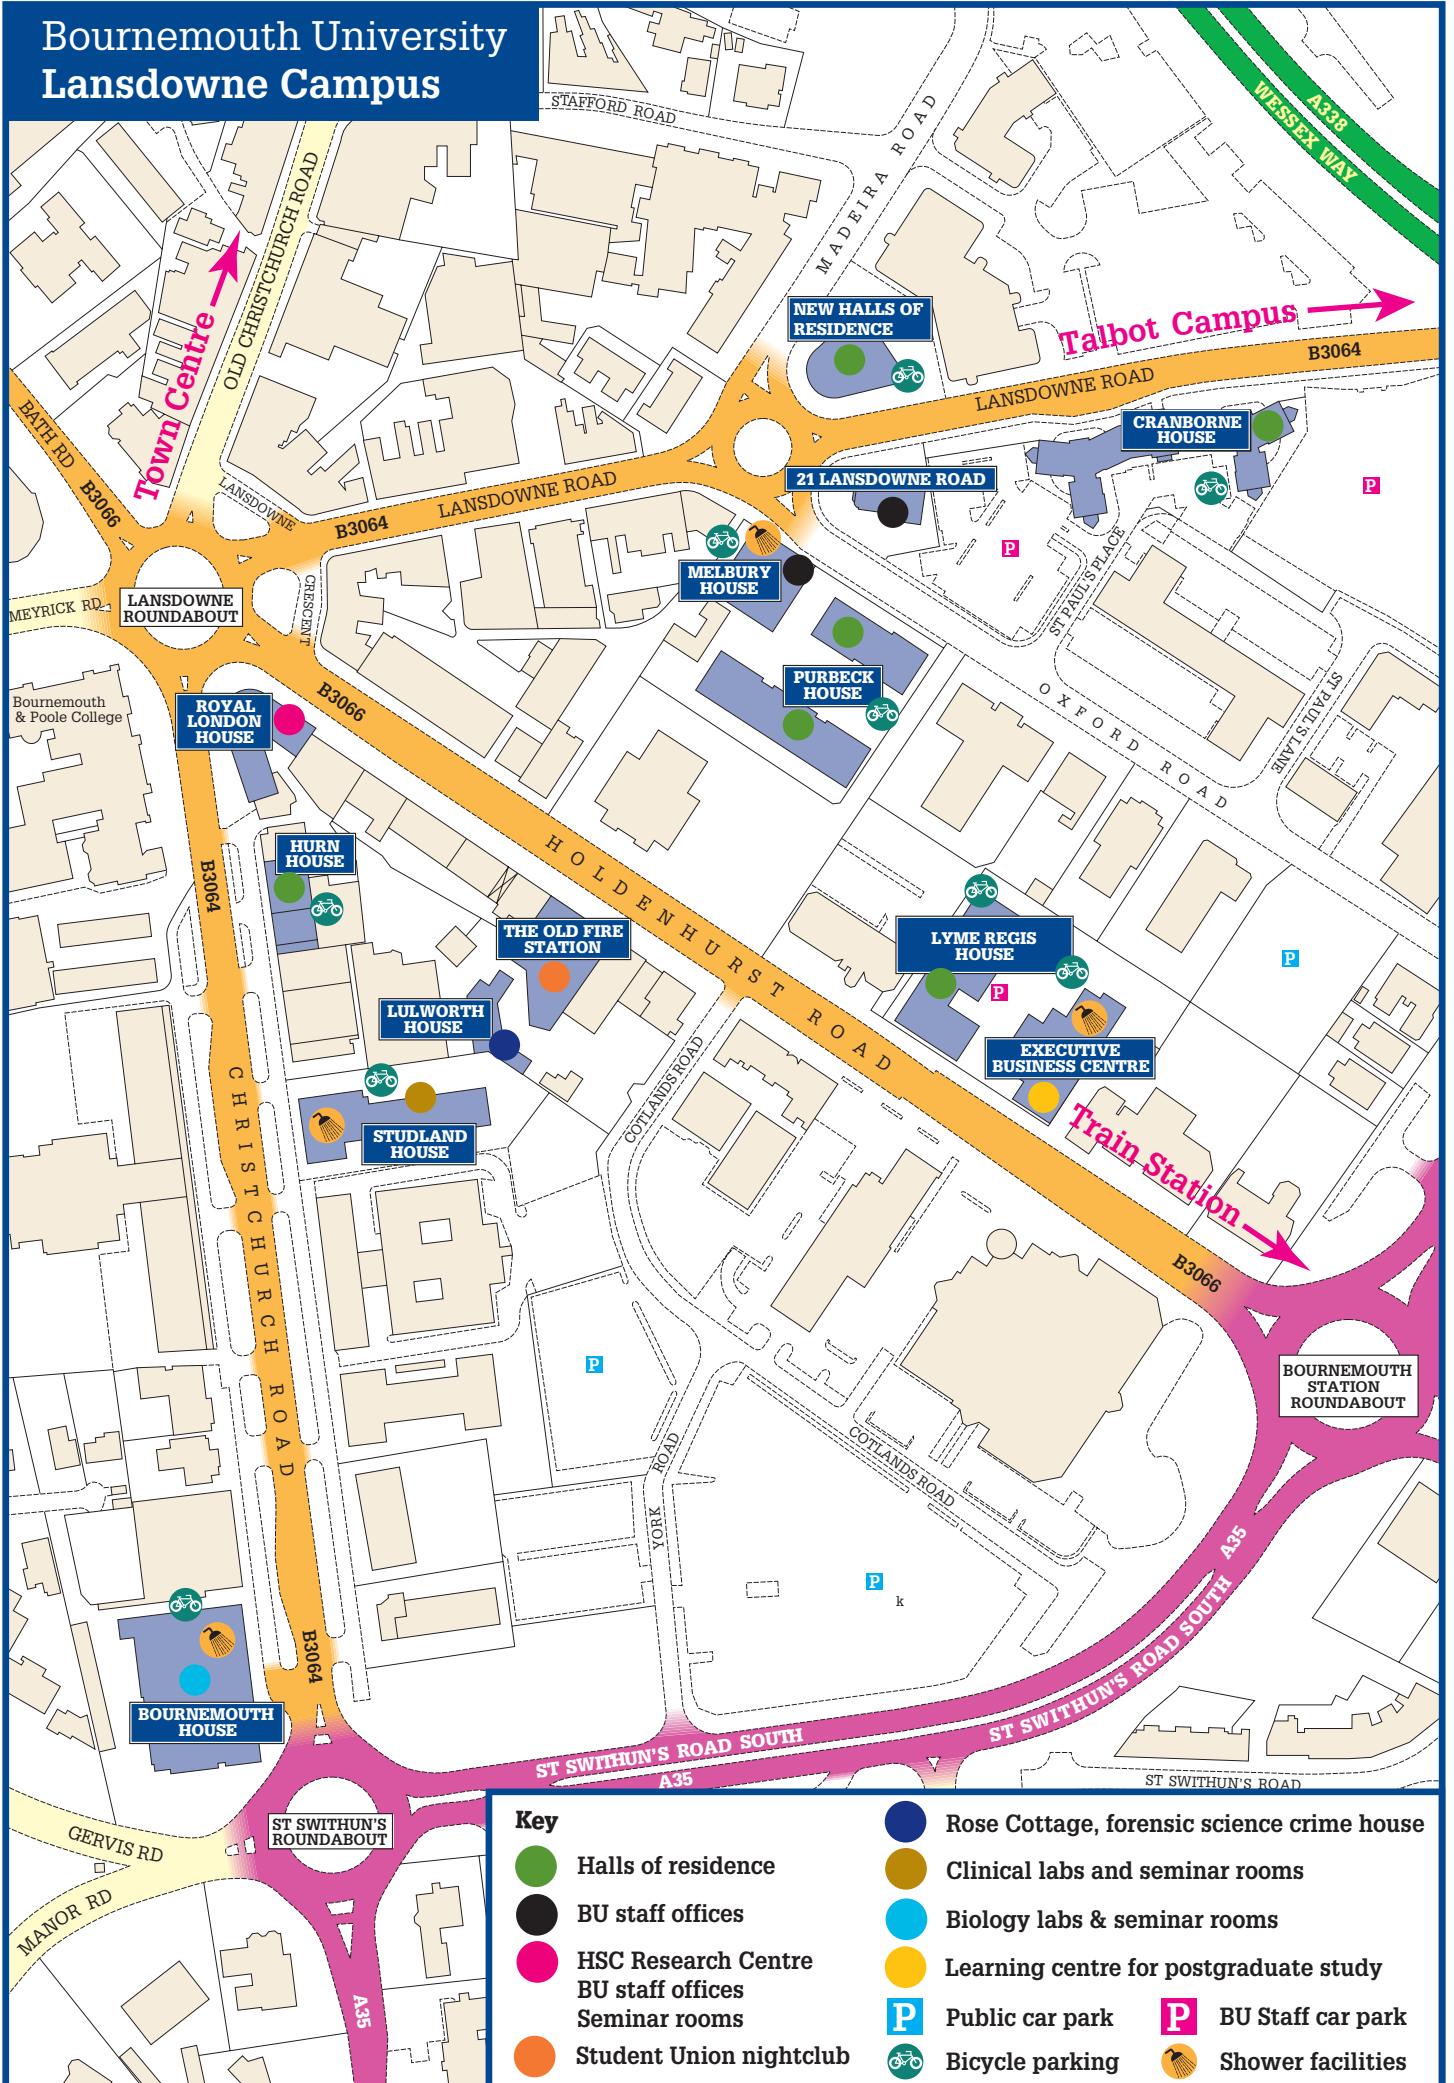 Bournemouth University
Lansdowne Campus
STAFFORD ROAD
MADEIRA ROAD
A338
WESSEX WAY
OLD CHRISTCHURCH ROAD
Town Centre
NEW HALLS OF
RESIDENCE
Talbot Campus
B3064
LANSDOWNE ROAD
BATH RD
B3066
CRANBORNE
HOUSE
21 LANSDOWNE ROAD
P
LANSDOWNE
CRESCENT
B3064
LANSDOWNE ROAD
P
MELBURY
HOUSE
ST PAUL'S PLACE
MEYRICK RD
LANSDOWNE
ROUNDABOUT
PURBECK
HOUSE
OXFORD ROAD
ST PAUL'S LANE
Bournemouth
& Poole College
ROYAL
LONDON
HOUSE
B3066
HURN
HOUSE
B3064
HOLDENHURST ROAD
THE OLD FIRE
STATION
LYME REGIS
HOUSE
P
P
LULWORTH
HOUSE
EXECUTIVE
BUSINESS CENTRE
COTLANDS ROAD
STUDLAND
HOUSE
Train Station
CHRISTCHURCH ROAD
B3066
P
BOURNEMOUTH
STATION
ROUNDABOUT
COTLANDS ROAD
YORK ROAD
A35
P
k
B3064
BOURNEMOUTH
HOUSE
ST SWITHUN'S ROAD SOUTH
ST SWITHUN'S ROAD SOUTH
A35
ST SWITHUN'S ROAD
ST SWITHUN'S
ROUNDABOUT
GERVIS RD
MANOR RD
A35
Key
Halls of residence
BU staff offices
HSC Research Centre
BU staff offices
Seminar rooms
Student Union nightclub
Rose Cottage, forensic science crime house
Clinical labs and seminar rooms
Biology labs & seminar rooms
Learning centre for postgraduate study
P Public car park
P BU Staff car park
Bicycle parking
Shower facilities